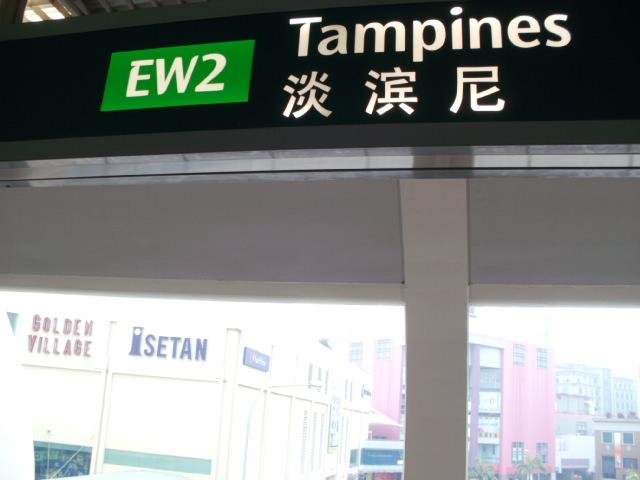 Tampines
EW2
淡滨尼
GOLDEN
VILLAGE
ISETAN